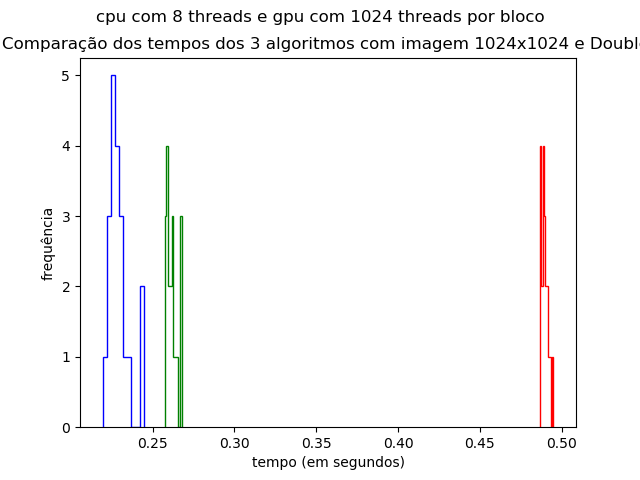 cpu com 8 threads e gpu com 1024 threads por bloco
Comparação dos tempos dos 3 algoritmos com imagem 1024x1024 e Doubl
5
4
3
2
1
0
frequência
0.25 0.30 0.35 0.40 0.45 0.50
tempo (em segundos)